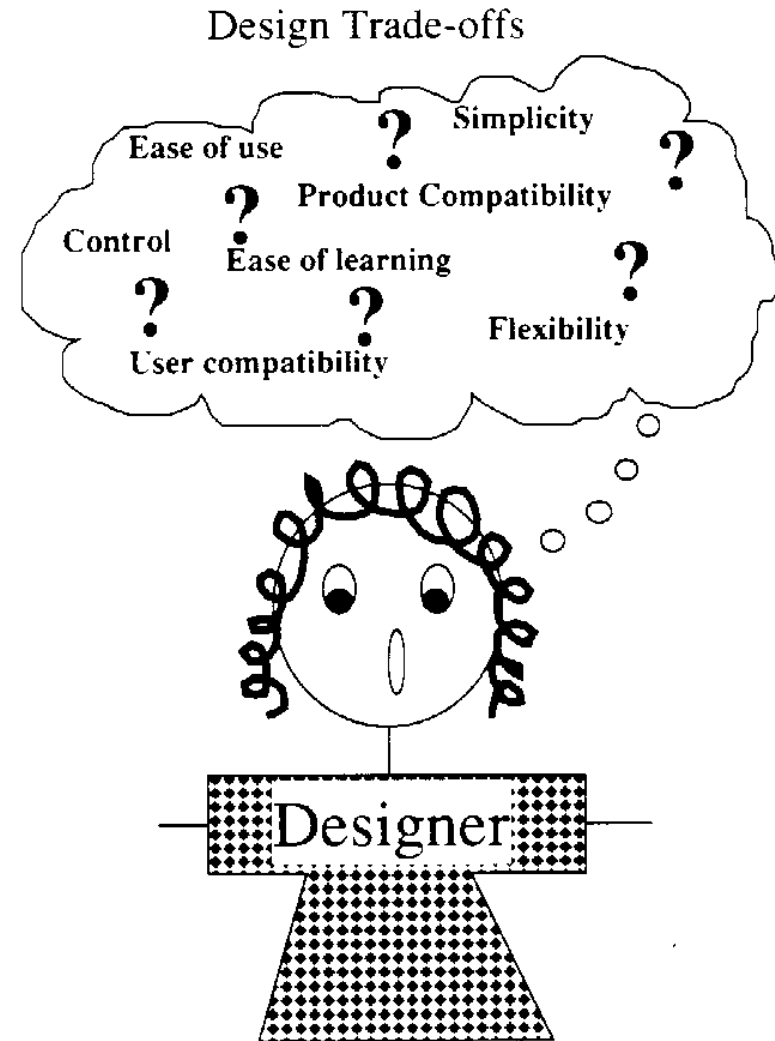 Design Trade-offs
Simplicity
?
Ease of use
?
Product Compatibility
?
Control
Ease of learning
?
?
?
Flexibility
User compatibility
Designer